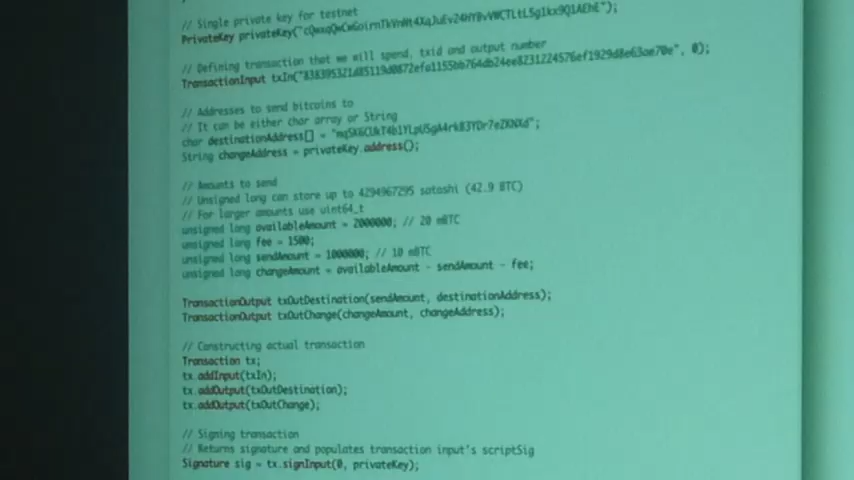 // Single private key for testnet
PrivateKey
// Defining transaction that we will spend, txid and output number
TransactionInput txIn(
", 0);
// Addresses to send bitcoins to
// It can be either char array or String
char destinationAddress[] =
String changeAddress = privateKey.address();
// Amounts to send
// Unsigned long can store up to 4294967295 satoshi (42.9 BTC)
// For larger amounts use uint64_t
unsigned long availableAmount = 2000000; // 20 mBTC
unsigned long fee = 1500;
unsigned long sendAmount = 1000000; // 10 mBTC
unsigned long changeAmount = availableAmount - sendAmount - fee;
TransactionOutput txOutDestination(sendAmount, destinationAddress);
TransactionOutput txOutChange(changeAmount, changeAddress);
// Constructing actual transaction
Transaction tx;
tx.addInput(txIn);
tx.addOutput(txOutDestination);
tx.addOutput(txOutChange);
// Signing transaction
// Returns signature and populates transaction input's scriptSig
Signature sig = tx.signInput(0, privateKey);